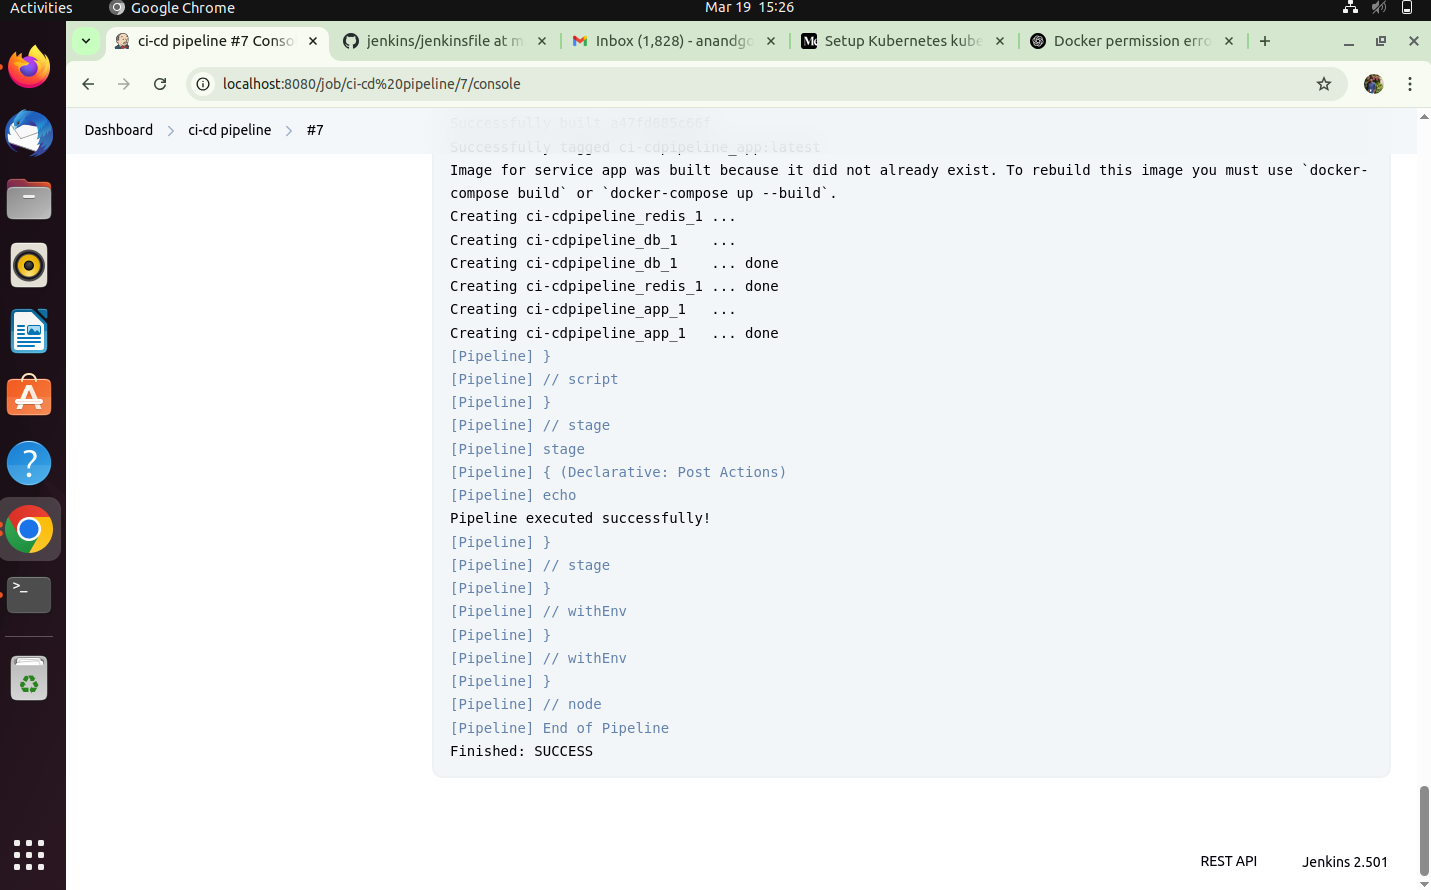 Activities
Google Chrome
Mar 19 15:26
ci-cd pipeline #7 Conso
jenkins/jenkinsfile at m
Inbox (1,828) - anandgo
Setup Kubernetes kube
Docker permission erro
localhost:8080/job/ci-cd%20pipeline/7/console
Dashboard
ci-cd pipeline
#7
Successfully built a47fd685c66f
Successfully tagged ci-cdpipeline_app:latest
Image for service app was built because it did not already exist. To rebuild this image you must use `docker-
compose build` or `docker-compose up --build`.
Creating ci-cdpipeline_redis_1 ...
Creating ci-cdpipeline_db_1    ...
Creating ci-cdpipeline_db_1    ... done
Creating ci-cdpipeline_redis_1 ... done
Creating ci-cdpipeline_app_1   ...
Creating ci-cdpipeline_app_1   ... done
[Pipeline] }
[Pipeline] // script
[Pipeline] }
[Pipeline] // stage
[Pipeline] stage
[Pipeline] { (Declarative: Post Actions)
[Pipeline] echo
Pipeline executed successfully!
[Pipeline] }
[Pipeline] // stage
[Pipeline] }
[Pipeline] // withEnv
[Pipeline] }
[Pipeline] // withEnv
[Pipeline] }
[Pipeline] // node
[Pipeline] End of Pipeline
Finished: SUCCESS
REST API
Jenkins 2.501